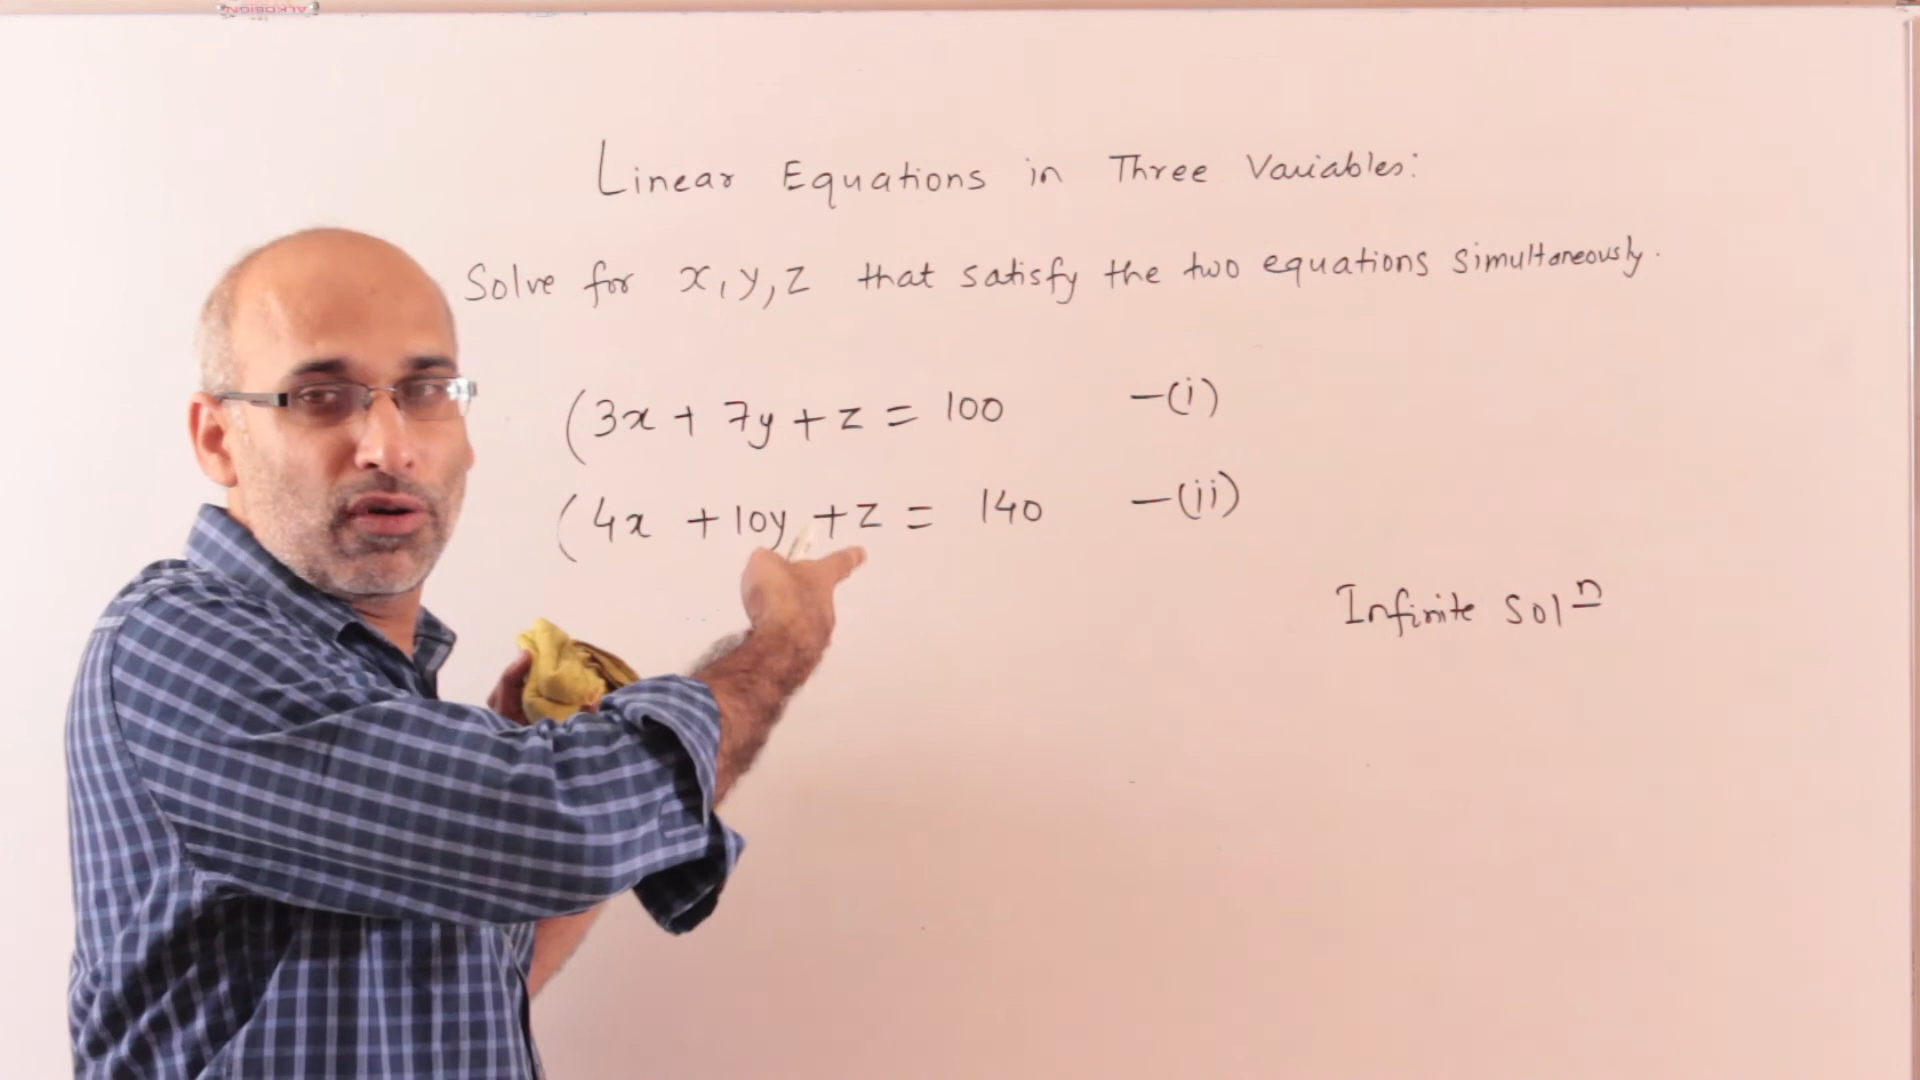 Linear Equations in Three Variables:
Solve for x, y, z that satisfy the two equations simultaneously.
(3x + 7y + z = 100 -(i)
(4x + 10y + z = 140 -(ii)
Infinite Solⁿ